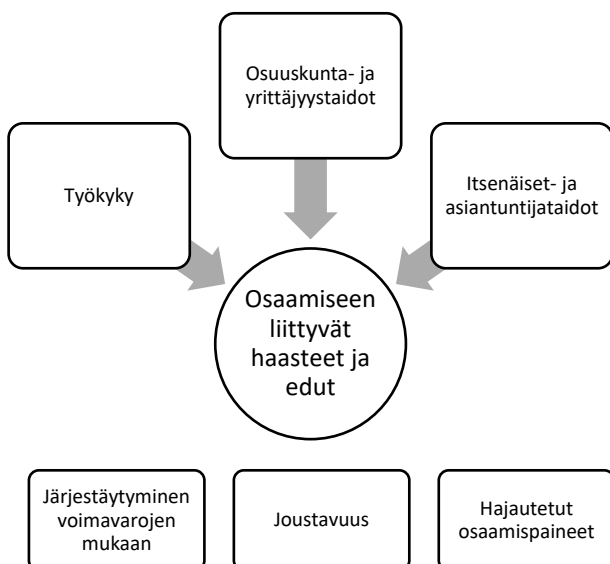 Osuuskunta- ja
yrittäjyystaidot
Työkyky
Itsenäiset- ja
asiantuntijataidot
Osaamiseen
liittyvät
haasteet ja
edut
Järjestäytyminen
voimavarojen
mukaan
Joustavuus
Hajautetut
osaamispaineet